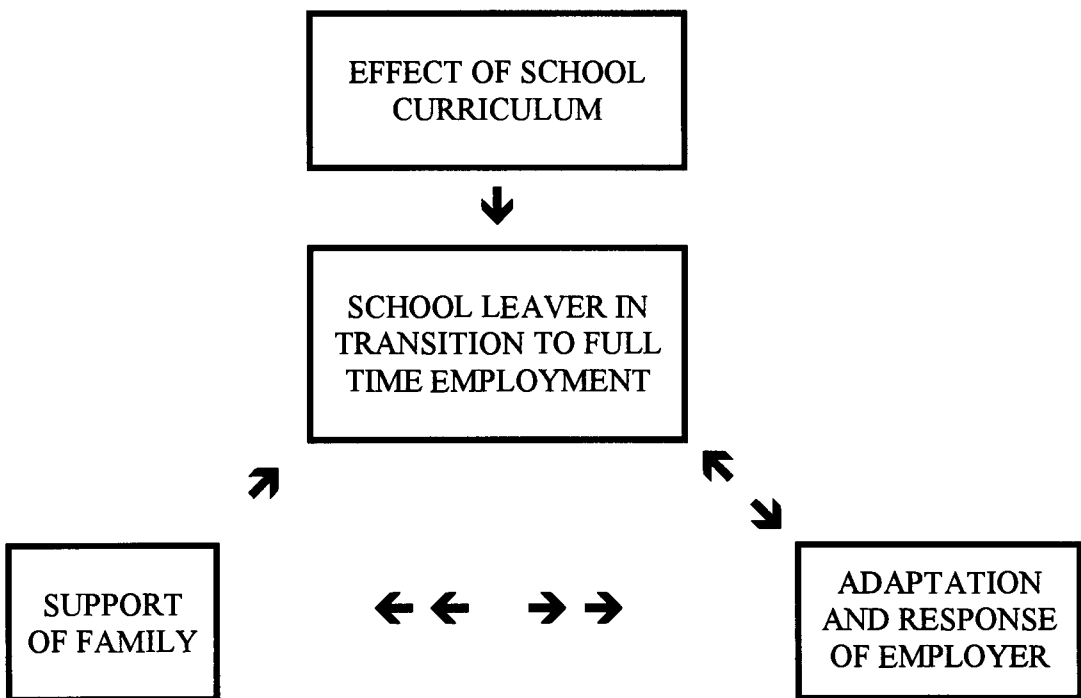 EFFECT OF SCHOOL
CURRICULUM
SCHOOL LEAVER IN
TRANSITION TO FULL
TIME EMPLOYMENT
SUPPORT
OF FAMILY
ADAPTATION
AND RESPONSE
OF EMPLOYER